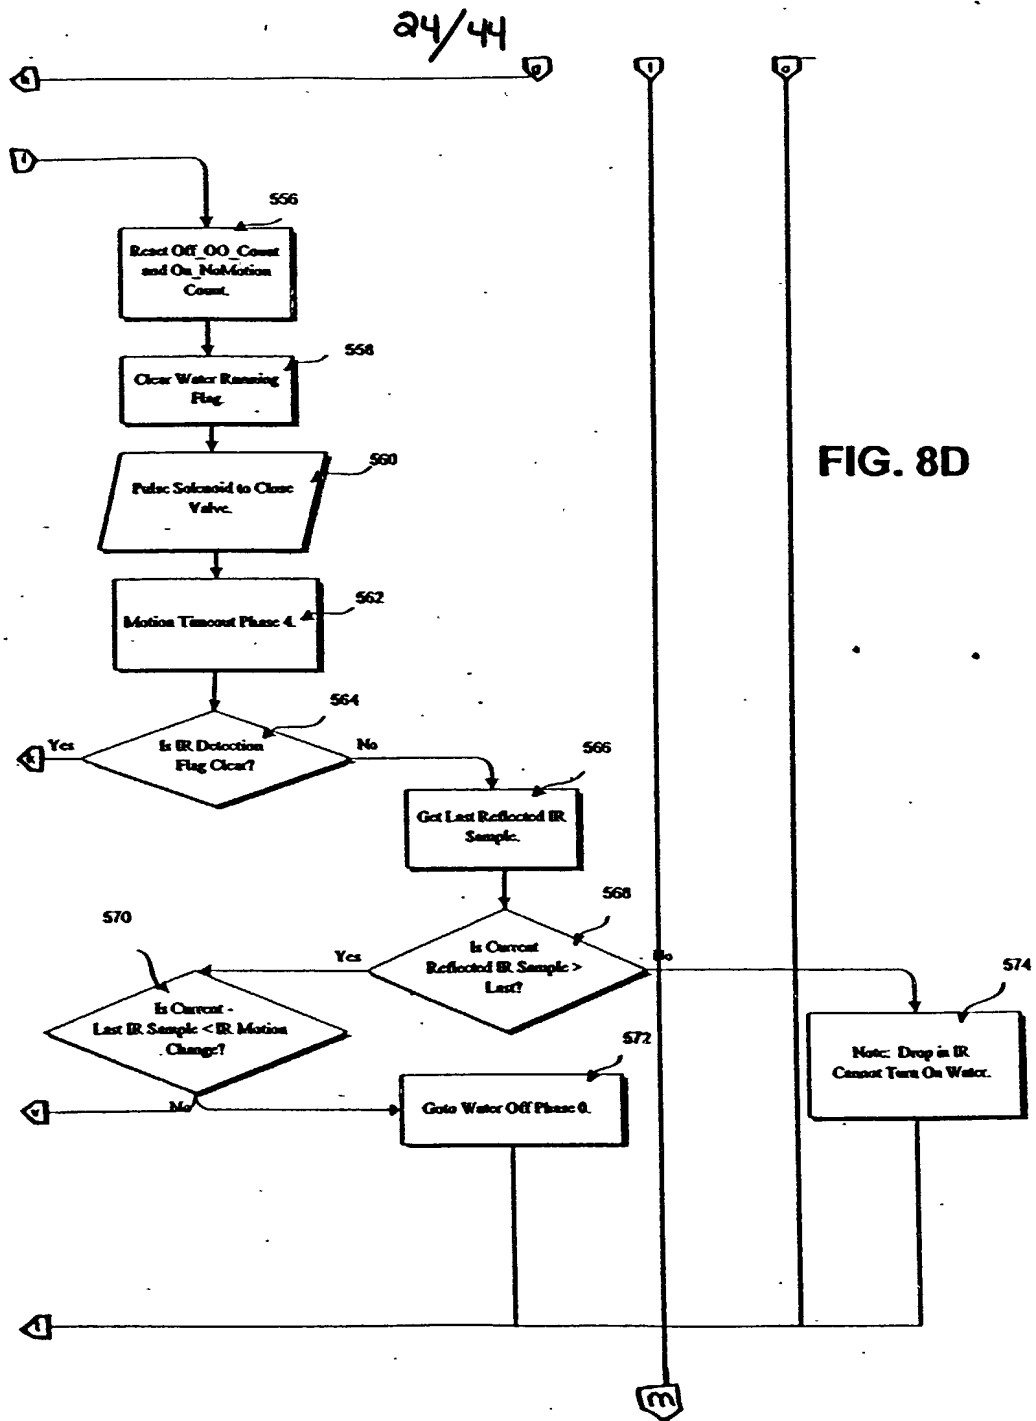 24/44
556
Reset Off_OO_Count
and On_NoMotion
Count.
558
Clear Water Running
Flag.
FIG. 8D
560
Pulse Solenoid to Close
Valve.
562
Motion Timeout Phase 4.
564
Yes
Is IR Detection
Flag Clear?
No
566
Get Last Reflected IR
Sample.
568
570
Yes
Is Current
Reflected IR Sample >
Last?
No
574
Is Current -
Last IR Sample < IR Motion
Change?
572
Note: Drop in IR
Cannot Turn On Water.
No
Goto Water Off Phase 0.
m